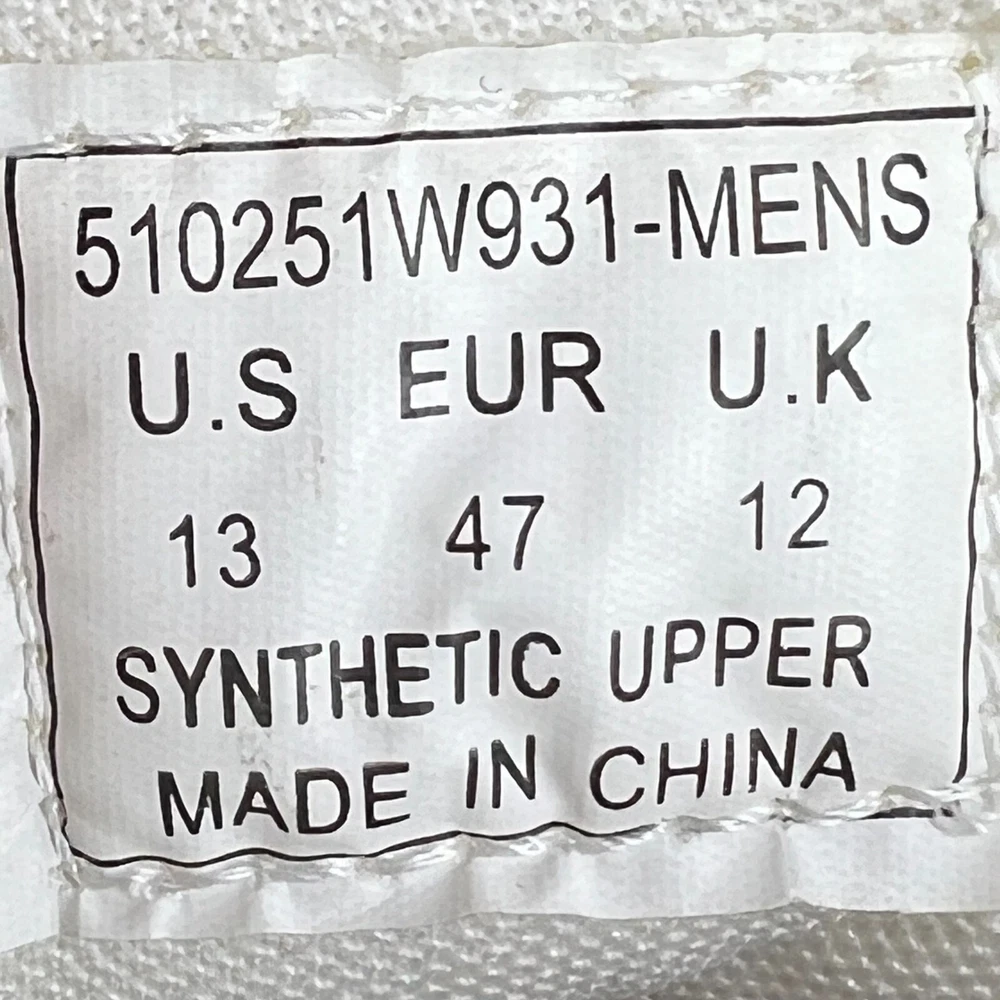 510251W931-MENS
U.S EUR U.K
13 47 12
SYNTHETIC UPPER
MADE IN CHINA